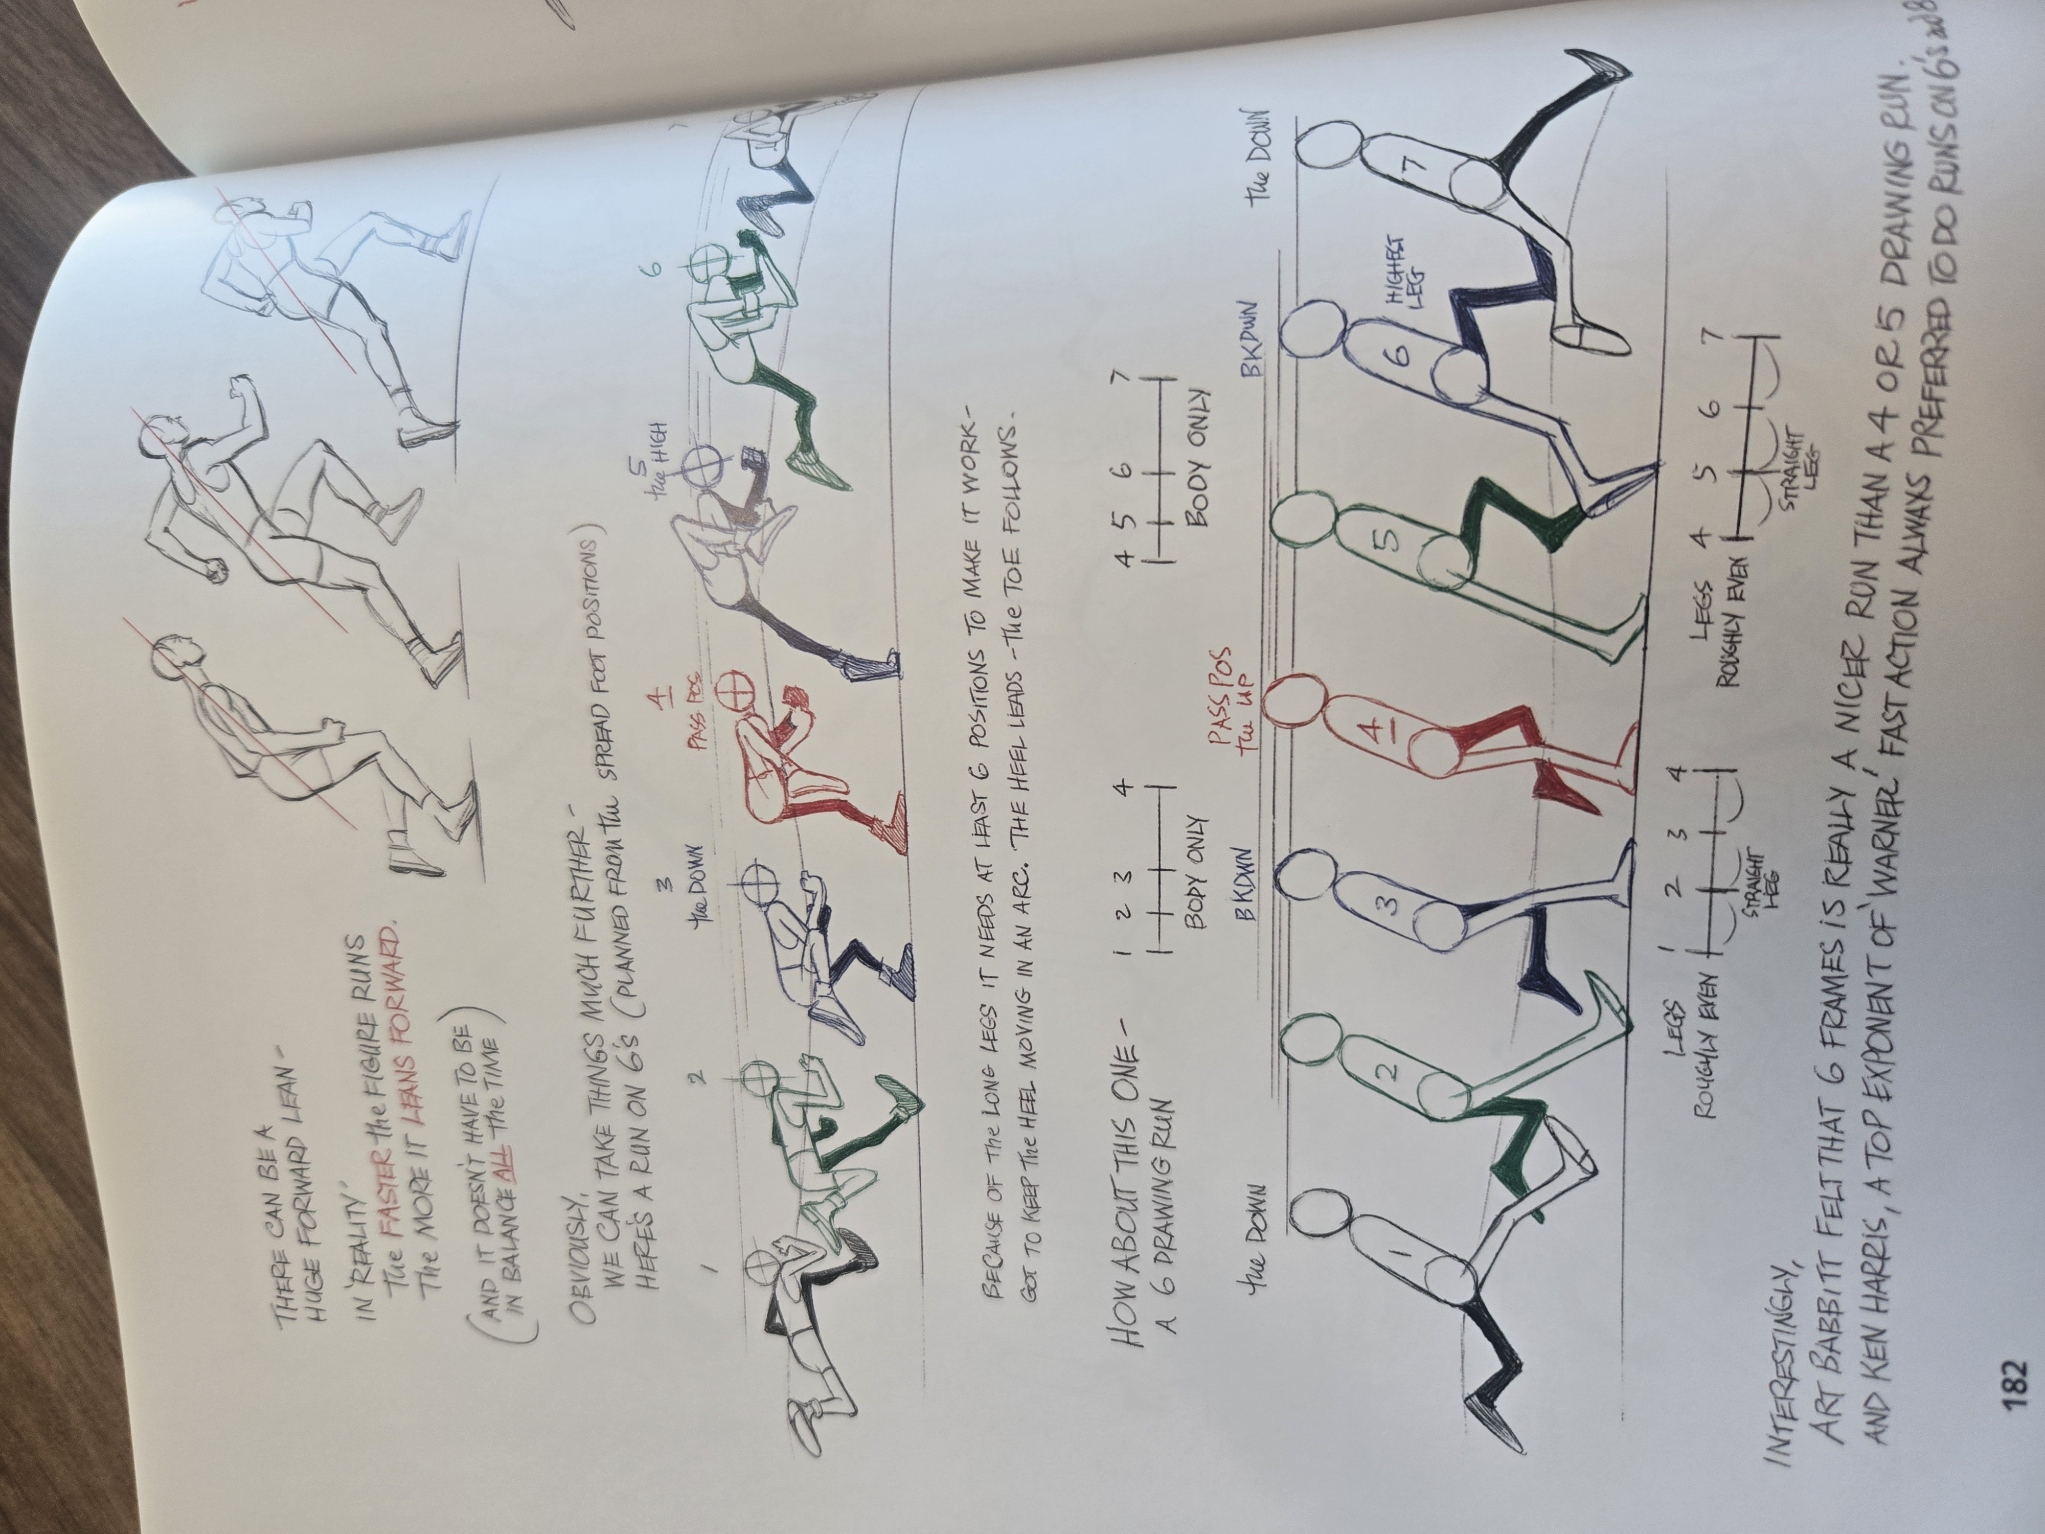 THERE CAN BE A
HUGE FORWARD LEAN –
IN 'REALITY'
The FASTER the FIGURE RUNS
The MORE IT LEANS FORWARD.
(AND IT DOESN'T HAVE TO BE
IN BALANCE ALL The TIME)
OBVIOUSLY,
WE CAN TAKE THINGS MUCH FURTHER –
HERE'S A RUN ON 6'S (PLANNED FROM the SPREAD FOOT POSITIONS)
1
2
3
the DOWN
4
PASS POS
5
the HIGH
6
7
BECAUSE OF The LONG LEGS IT NEEDS AT LEAST 6 POSITIONS TO MAKE IT WORK –
GOT TO KEEP The HEEL MOVING IN AN ARC. THE HEEL LEADS – The TOE FOLLOWS.
HOW ABOUT THIS ONE –
A 6 DRAWING RUN
1 2 3 4
BODY ONLY
4 5 6 7
BODY ONLY
the DOWN
BKDWN
PASS POS
the UP
BKDWN
the DOWN
1
2
3
4
5
6
HIGHEST
LEG
7
LEGS
ROUGHLY EVEN
1 2 3 4
STRAIGHT
LEG
LEGS
ROUGHLY EVEN
4 5 6 7
STRAIGHT
LEG
INTERESTINGLY,
ART BABBITT FELT THAT 6 FRAMES IS REALLY A NICER RUN THAN A 4 OR 5 DRAWING RUN.
AND KEN HARRIS, A TOP EXPONENT OF 'WARNER' FAST ACTION ALWAYS PREFERRED TO DO RUNS ON 6's and 8
182